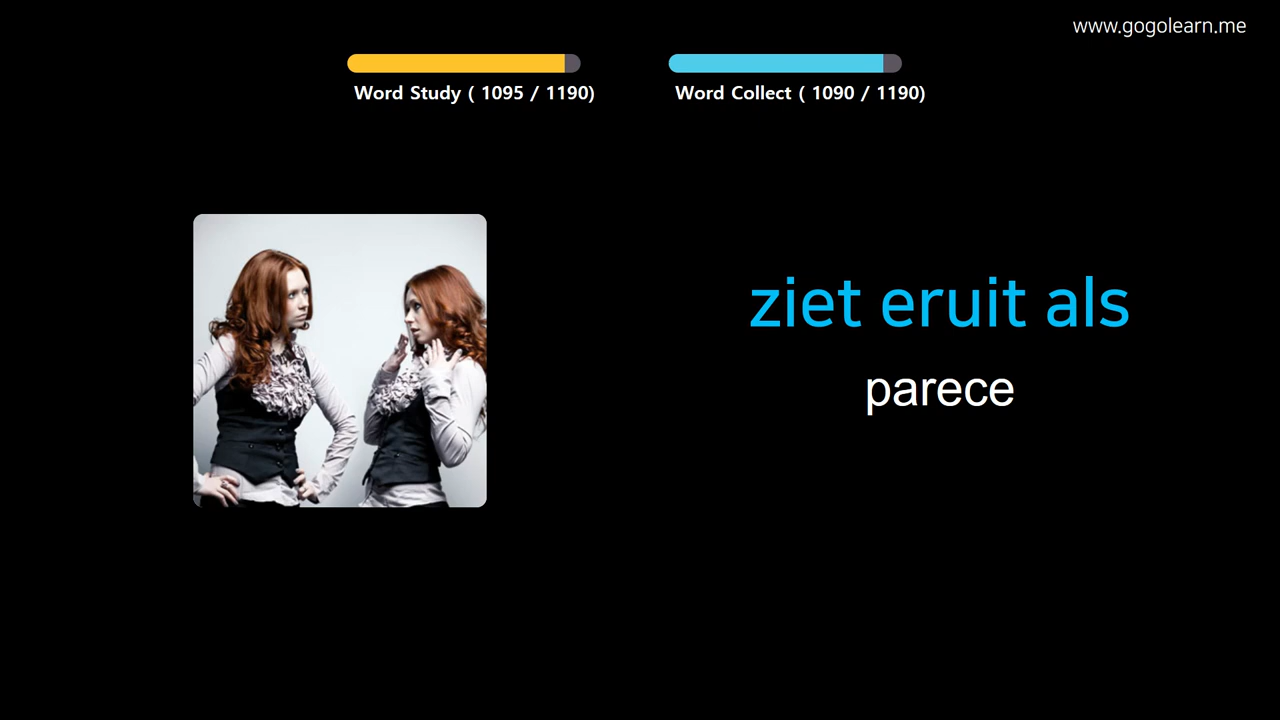 www.gogolearn.me
Word Study ( 1095 / 1190)
Word Collect ( 1090 / 1190)
ziet eruit als
parece